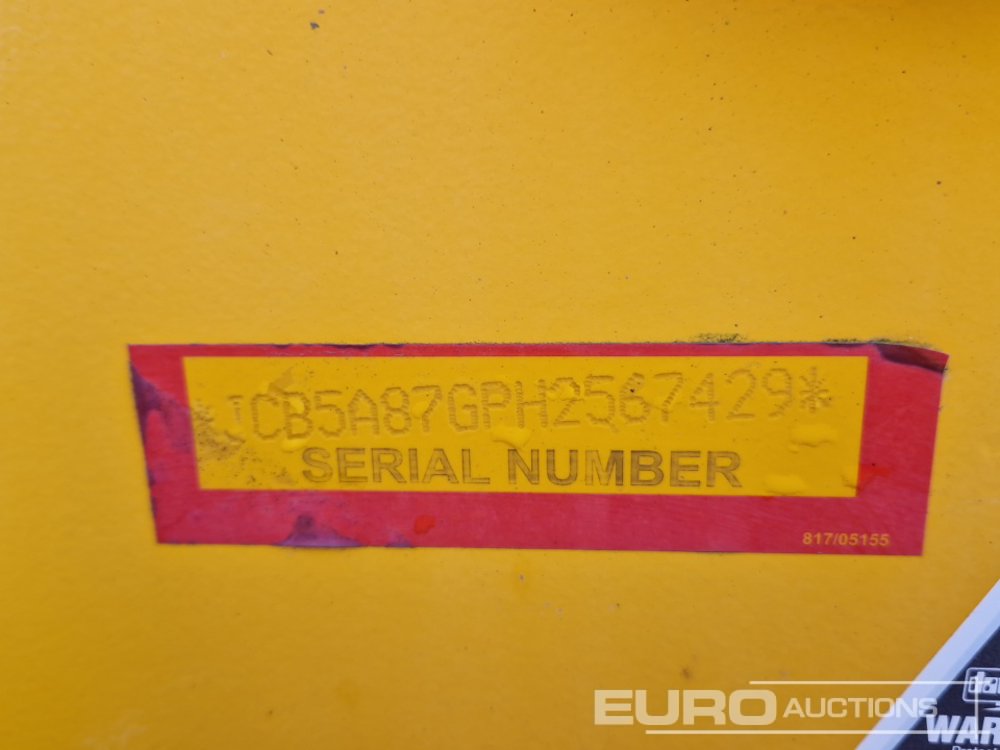 JCB5A87GPH2567429*
SERIAL NUMBER
817/05155
EURO AUCTIONS